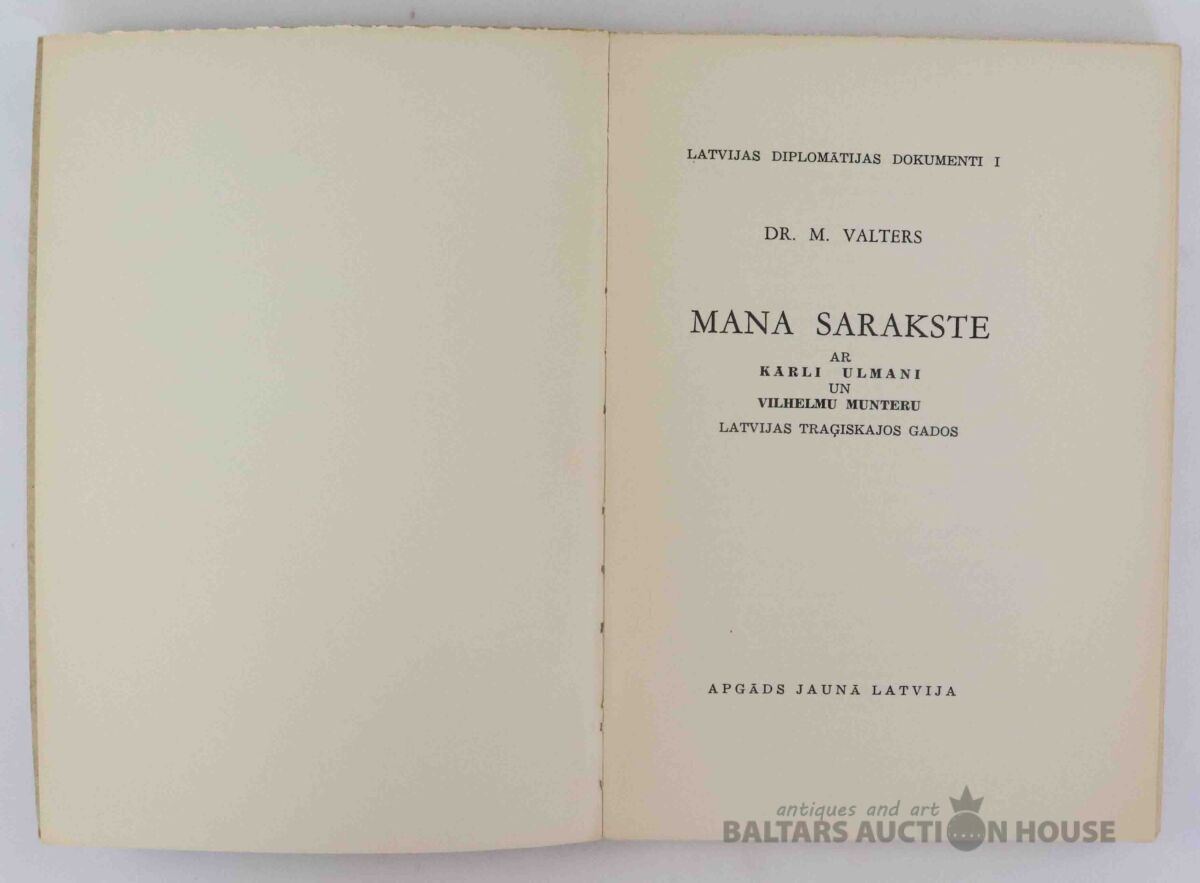 LATVIJAS DIPLOMĀTIJAS DOKUMENTI I
DR. M. VALTERS
MANA SARAKSTE
AR
KĀRLI ULMANI
UN
VILHELMU MUNTERU
LATVIJAS TRAĢISKAJOS GADOS
APGĀDS JAUNĀ LATVIJA
antiques and art
BALTARS AUCTION HOUSE